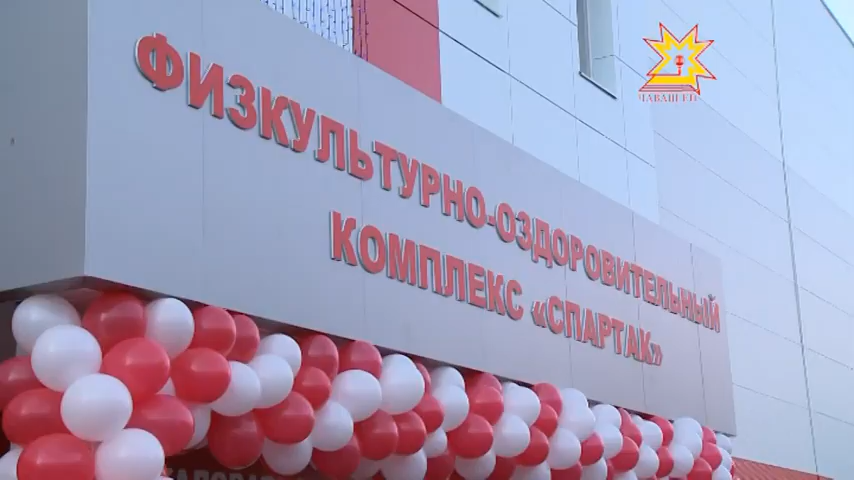 ФИЗКУЛЬТУРНО-ОЗДОРОВИТЕЛЬНЫЙ
КОМПЛЕКС «СПАРТАК»
ЧАВАШ ЕН